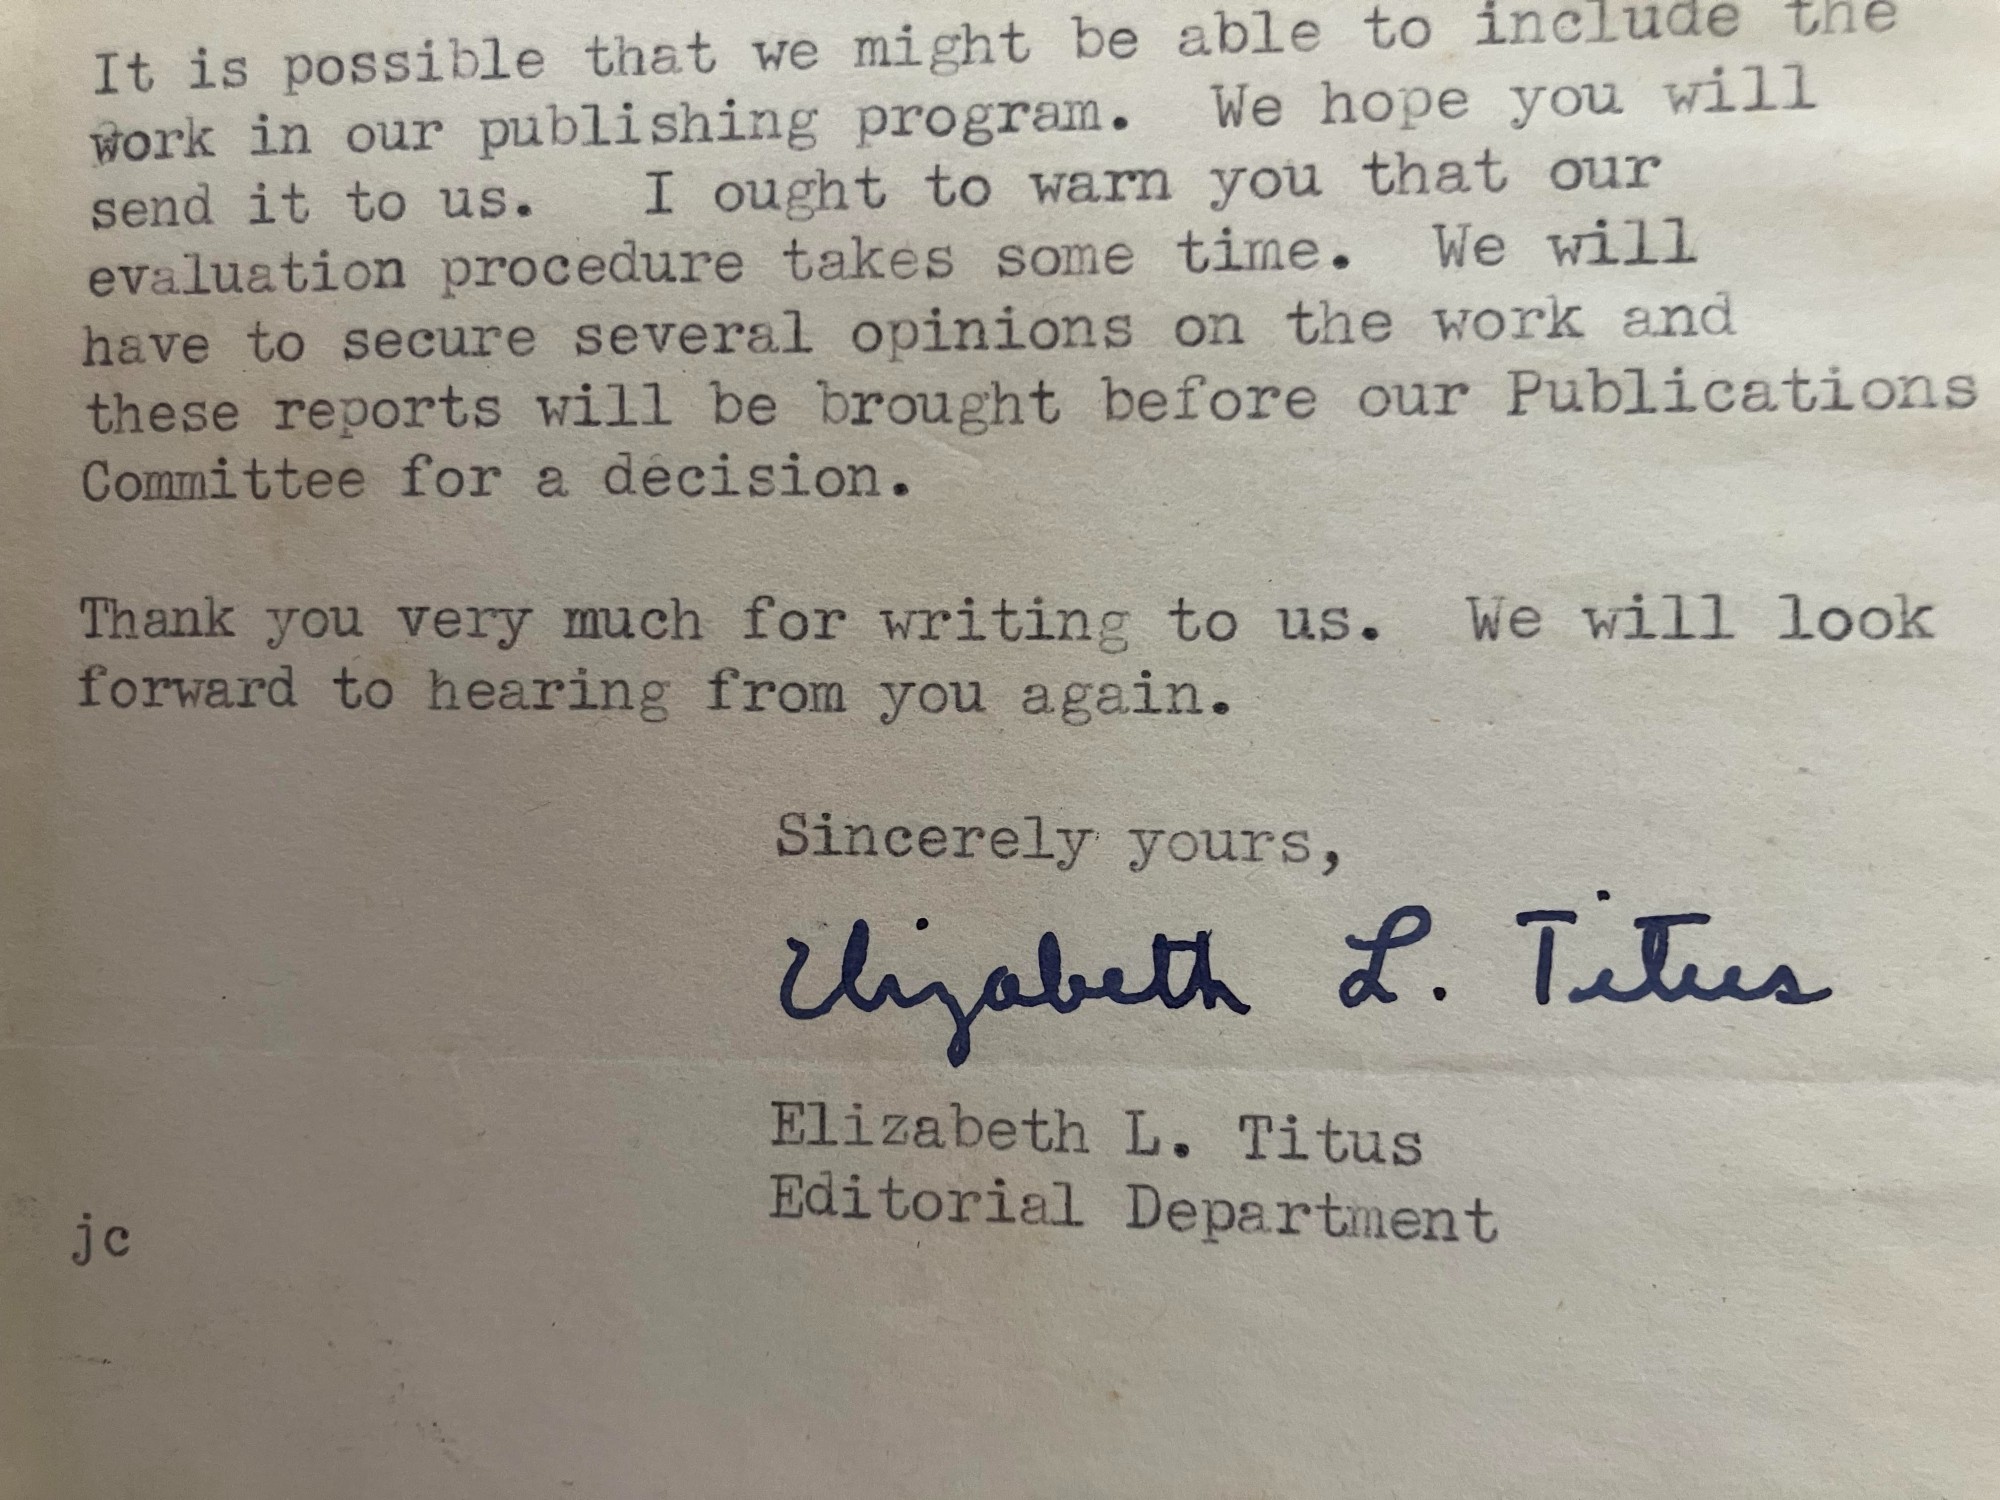 It is possible that we might be able to include the
work in our publishing program. We hope you will
send it to us. I ought to warn you that our
evaluation procedure takes some time. We will
have to secure several opinions on the work and
these reports will be brought before our Publications
Committee for a decision.
Thank you very much for writing to us. We will look
forward to hearing from you again.
Sincerely yours,
Elizabeth L. Titus
Elizabeth L. Titus
Editorial Department
jc